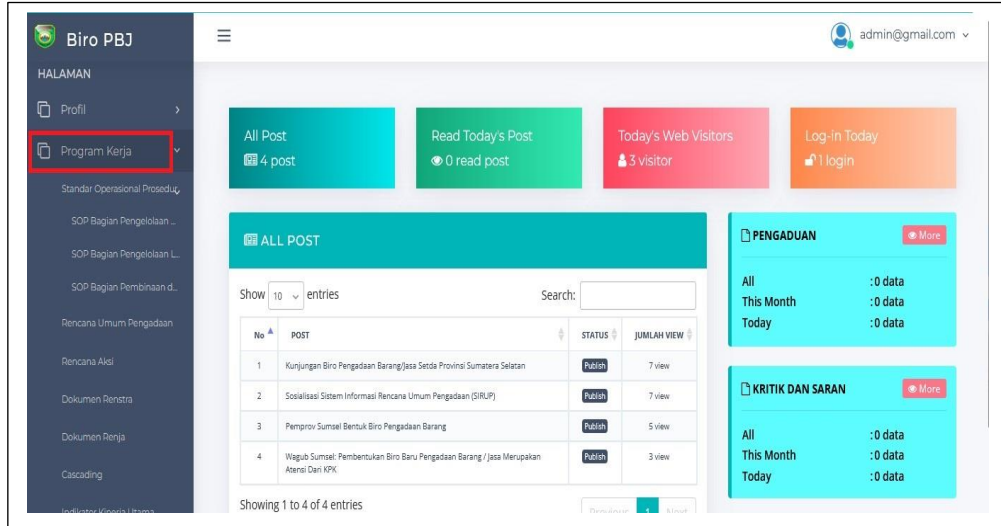 Biro PBJ
admin@gmail.com
HALAMAN
Profil
Program Kerja
Standar Operasional Prosedur
SOP Bagian Pengelolaan ...
SOP Bagian Pengelolaan L...
SOP Bagian Pembinaan d...
Rencana Umum Pengadaan
Rencana Aksi
Dokumen Renstra
Dokumen Renja
Cascading
Indikator Kinerja Utama
All Post
4 post
Read Today's Post
0 read post
Today's Web Visitors
3 visitor
Log-In Today
1 login
ALL POST
Show 10 entries Search:
No POST STATUS JUMLAH VIEW
1 Kunjungan Biro Pengadaan Barang/Jasa Setda Provinsi Sumatera Selatan Publish 7 view
2 Sosialisasi Sistem Informasi Rencana Umum Pengadaan (SIRUP) Publish 7 view
3 Pemprov Sumsel Bentuk Biro Pengadaan Barang Publish 5 view
4 Wagub Sumsel: Pembentukan Biro Baru Pengadaan Barang / Jasa Merupakan Publish 3 view
Atensi Dari KPK
Showing 1 to 4 of 4 entries
Previous 1 Next
PENGADUAN More
All : 0 data
This Month : 0 data
Today : 0 data
KRITIK DAN SARAN More
All : 0 data
This Month : 0 data
Today : 0 data